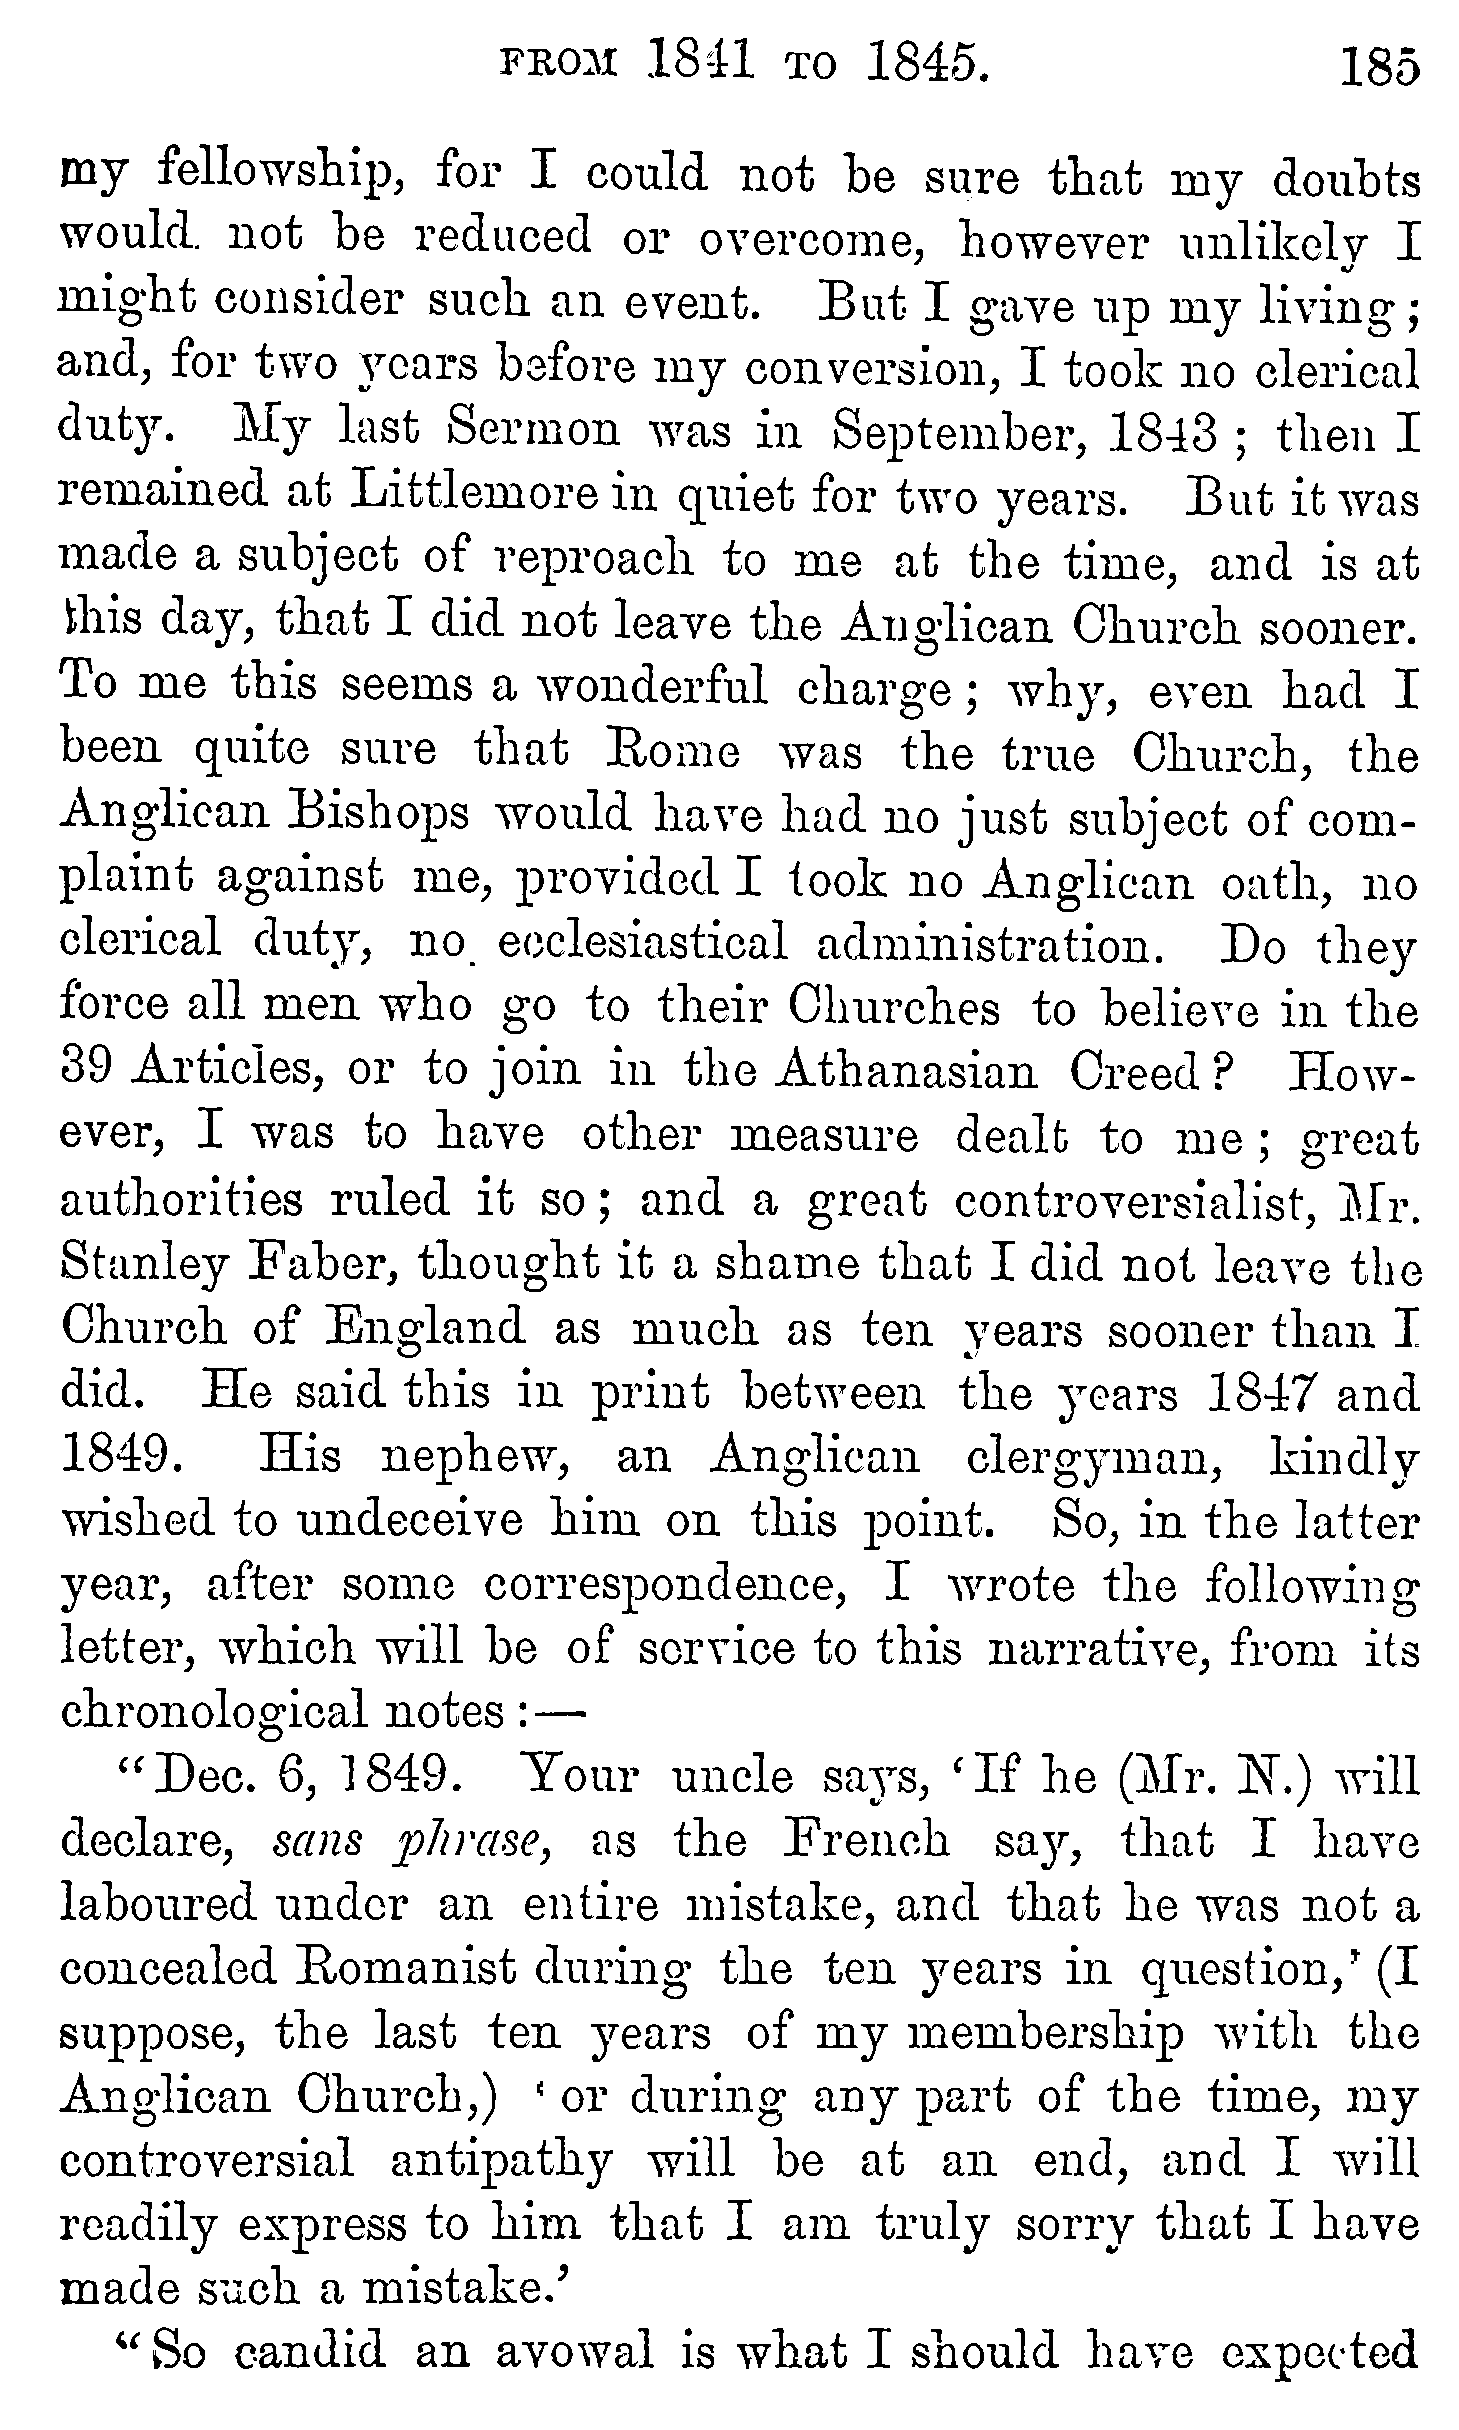 FROM 1841 TO 1845. 185
my fellowship, for I could not be sure that my doubts
would not be reduced or overcome, however unlikely I
might consider such an event. But I gave up my living;
and, for two years before my conversion, I took no clerical
duty. My last Sermon was in September, 1843; then I
remained at Littlemore in quiet for two years. But it was
made a subject of reproach to me at the time, and is at
this day, that I did not leave the Anglican Church sooner.
To me this seems a wonderful charge; why, even had I
been quite sure that Rome was the true Church, the
Anglican Bishops would have had no just subject of com-
plaint against me, provided I took no Anglican oath, no
clerical duty, no ecclesiastical administration. Do they
force all men who go to their Churches to believe in the
39 Articles, or to join in the Athanasian Creed? How-
ever, I was to have other measure dealt to me; great
authorities ruled it so; and a great controversialist, Mr.
Stanley Faber, thought it a shame that I did not leave the
Church of England as much as ten years sooner than I
did. He said this in print between the years 1847 and
1849. His nephew, an Anglican clergyman, kindly
wished to undeceive him on this point. So, in the latter
year, after some correspondence, I wrote the following
letter, which will be of service to this narrative, from its
chronological notes:—
"Dec. 6, 1849. Your uncle says, 'If he (Mr. N.) will
declare, sans phrase, as the French say, that I have
laboured under an entire mistake, and that he was not a
concealed Romanist during the ten years in question,' (I
suppose, the last ten years of my membership with the
Anglican Church,) 'or during any part of the time, my
controversial antipathy will be at an end, and I will
readily express to him that I am truly sorry that I have
made such a mistake.'
"So candid an avowal is what I should have expected